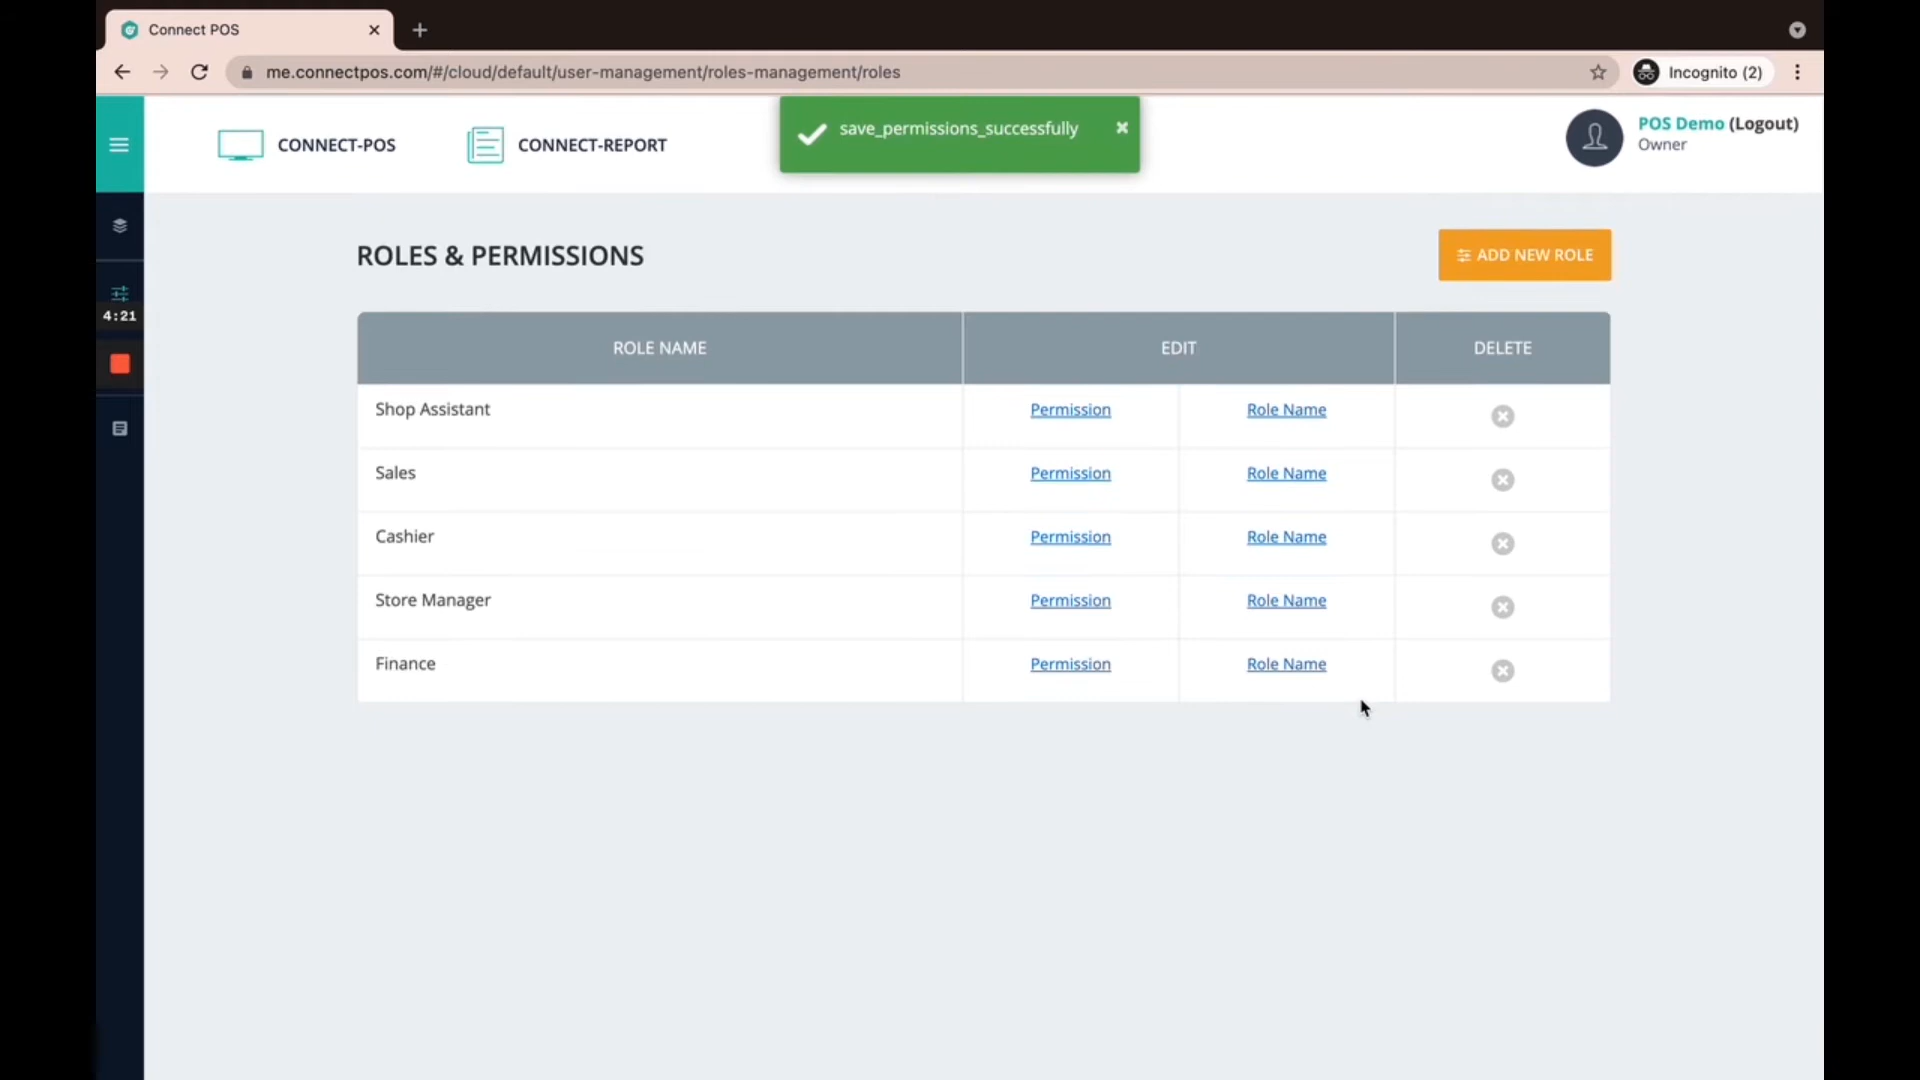 Connect POS
me.connectpos.com/#/cloud/default/user-management/roles-management/roles
Incognito (2)
CONNECT-POS
CONNECT-REPORT
save_permissions_successfully
POS Demo (Logout)
Owner
ROLES & PERMISSIONS
ADD NEW ROLE
4:21
ROLE NAME EDIT DELETE
Shop Assistant Permission Role Name
Sales Permission Role Name
Cashier Permission Role Name
Store Manager Permission Role Name
Finance Permission Role Name